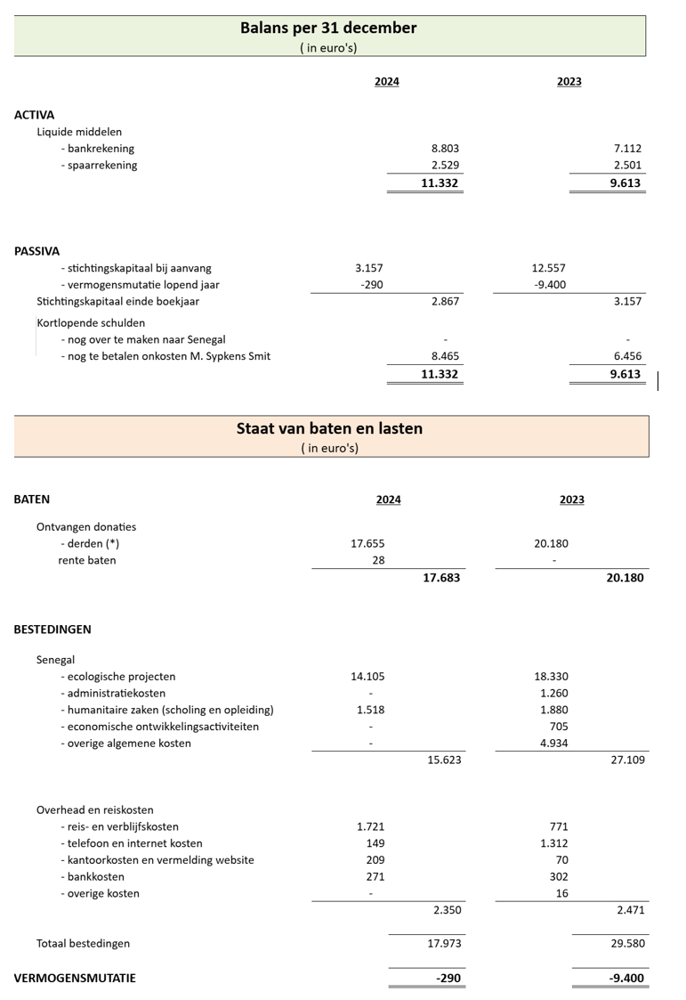 Balans per 31 december
( in euro's)
2024 2023
ACTIVA
Liquide middelen
- bankrekening 8.803 7.112
- spaarrekening 2.529 2.501
11.332 9.613
PASSIVA
- stichtingskapitaal bij aanvang 3.157 12.557
- vermogensmutatie lopend jaar -290 -9.400
Stichtingskapitaal einde boekjaar 2.867 3.157
Kortlopende schulden
- nog over te maken naar Senegal - -
- nog te betalen onkosten M. Sypkens Smit 8.465 6.456
11.332 9.613
Staat van baten en lasten
( in euro's)
BATEN 2024 2023
Ontvangen donaties
- derden (*) 17.655 20.180
rente baten 28 -
17.683 20.180
BESTEDINGEN
Senegal
- ecologische projecten 14.105 18.330
- administratiekosten - 1.260
- humanitaire zaken (scholing en opleiding) 1.518 1.880
- economische ontwikkelingsactiviteiten - 705
- overige algemene kosten - 4.934
15.623 27.109
Overhead en reiskosten
- reis- en verblijfskosten 1.721 771
- telefoon en internet kosten 149 1.312
- kantoorkosten en vermelding website 209 70
- bankkosten 271 302
- overige kosten - 16
2.350 2.471
Totaal bestedingen 17.973 29.580
VERMOGENSMUTATIE -290 -9.400